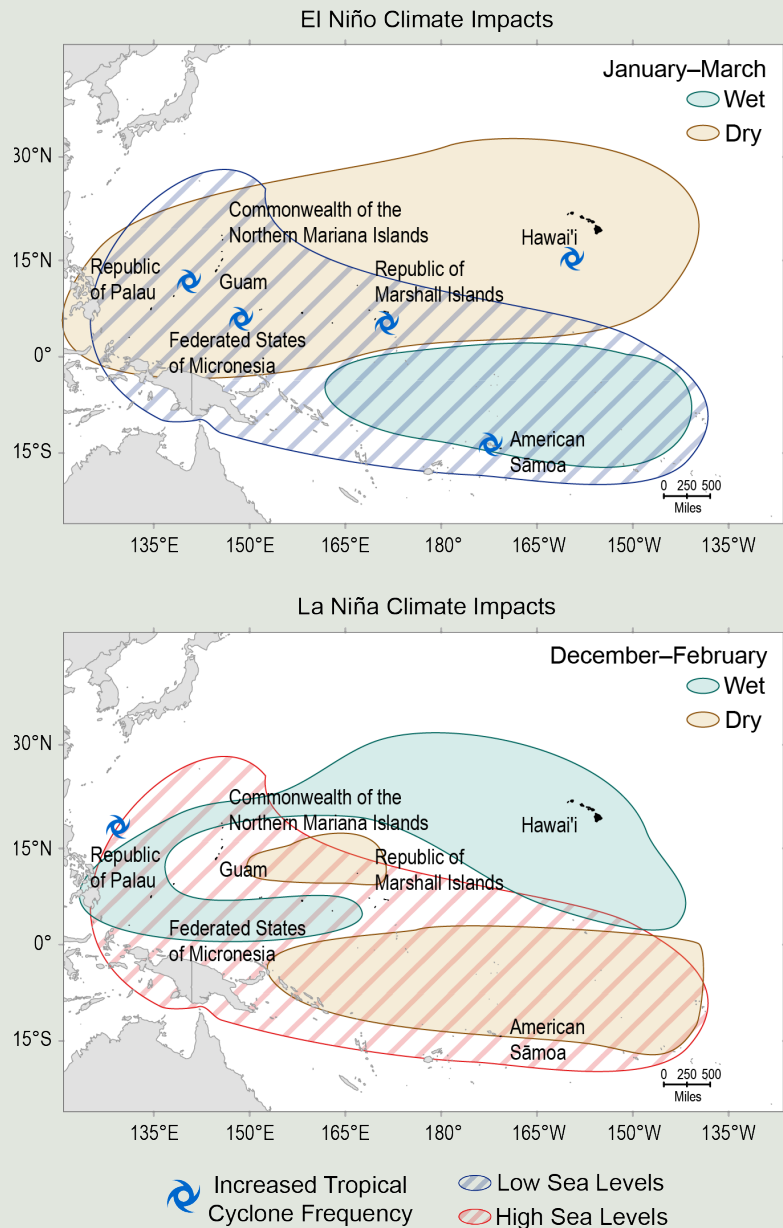 El Niño Climate Impacts
January–March
Wet
Dry
30°N
15°N
0°
15°S
Commonwealth of the
Northern Mariana Islands
Hawai'i
Republic
of Palau
Guam
Republic of
Marshall Islands
Federated States
of Micronesia
American
Sāmoa
0 250 500
Miles
135°E 150°E 165°E 180° 165°W 150°W 135°W
La Niña Climate Impacts
December–February
Wet
Dry
30°N
15°N
0°
15°S
Commonwealth of the
Northern Mariana Islands
Hawai'i
Republic
of Palau
Guam
Republic of
Marshall Islands
Federated States
of Micronesia
American
Sāmoa
0 250 500
Miles
135°E 150°E 165°E 180° 165°W 150°W 135°W
Increased Tropical
Cyclone Frequency
Low Sea Levels
High Sea Levels